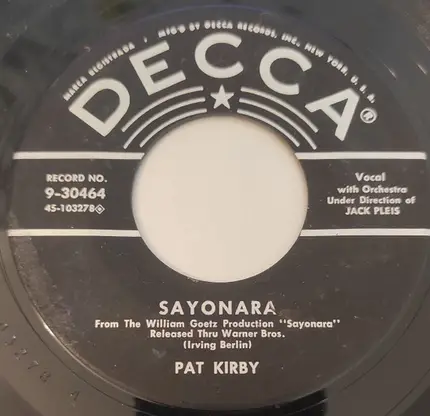 MARCA REGISTRADA • MFG'D BY DECCA RECORDS, INC., NEW YORK, U.S.A.
DECCA®
RECORD NO.
9-30464
45-103278
Vocal
with Orchestra
Under Direction of
JACK PLEIS
SAYONARA
From The William Goetz Production "Sayonara"
Released Thru Warner Bros.
(Irving Berlin)
PAT KIRBY